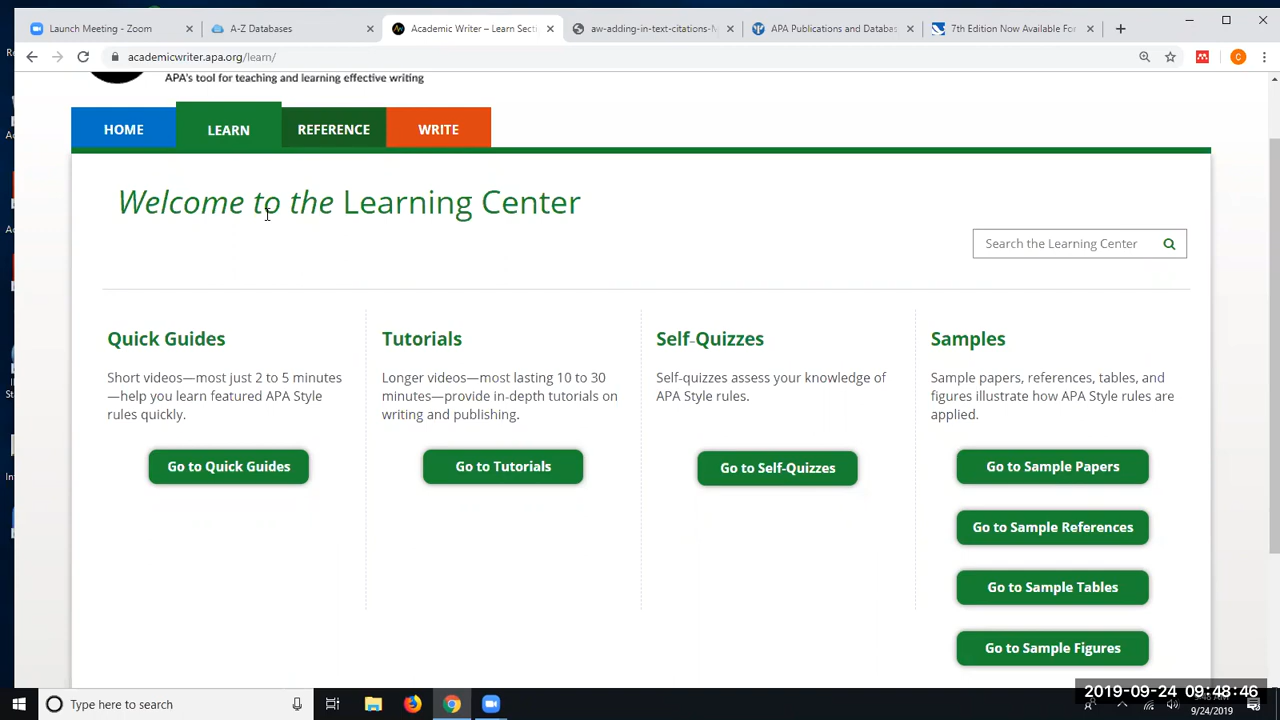 Launch Meeting - Zoom
A-Z Databases
Academic Writer – Learn Secti
aw-adding-in-text-citations-
APA Publications and Databas
7th Edition Now Available For
academicwriter.apa.org/learn/
APA's tool for teaching and learning effective writing
HOME
LEARN
REFERENCE
WRITE
Welcome to the Learning Center
Search the Learning Center
Quick Guides
Short videos—most just 2 to 5 minutes
—help you learn featured APA Style
rules quickly.
Go to Quick Guides
Tutorials
Longer videos—most lasting 10 to 30
minutes—provide in-depth tutorials on
writing and publishing.
Go to Tutorials
Self-Quizzes
Self-quizzes assess your knowledge of
APA Style rules.
Go to Self-Quizzes
Samples
Sample papers, references, tables, and
figures illustrate how APA Style rules are
applied.
Go to Sample Papers
Go to Sample References
Go to Sample Tables
Go to Sample Figures
Type here to search
2019-09-24 09:48:46
9/24/2019